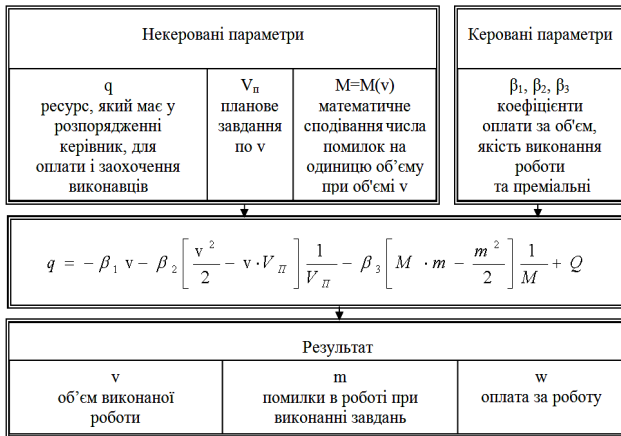 Некеровані параметри
Керовані параметри
q
ресурс, який має у
розпорядженні
керівник, для
оплати і заохочення
виконавців
Vп
планове
завдання
по v
M=M(v)
математичне
сподівання числа
помилок на
одиницю об’єму
при об'ємі v
β1, β2, β3
коефіцієнти
оплати за об'єм,
якість виконання
роботи
та преміальні
q = − β1 v − β2 [ v²/2 − v · VП ] 1/VП − β3 [ M · m − m²/2 ] 1/M + Q
Результат
v
об’єм виконаної
роботи
m
помилки в роботі при
виконанні завдань
w
оплата за роботу